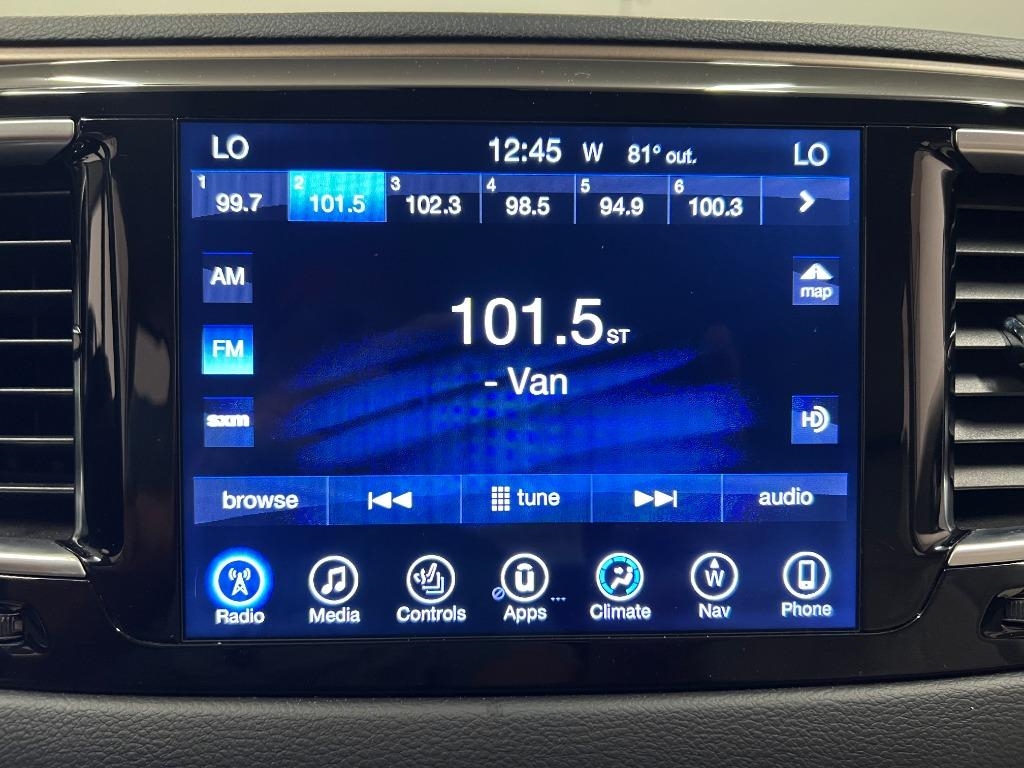 LO 12:45 W 81° out. LO
1 99.7 2 101.5 3 102.3 4 98.5 5 94.9 6 100.3
AM
map
101.5 ST
FM
- Van
sxm
HD
browse tune audio
Radio Media Controls Apps ... Climate W Nav Phone